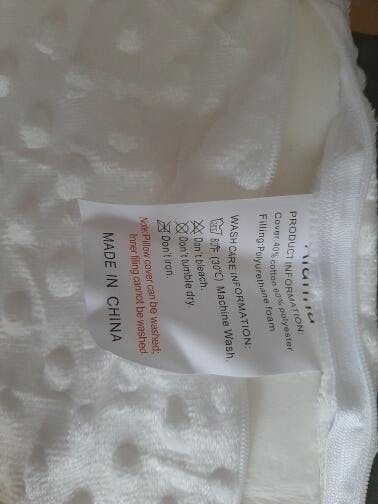 PRODUCT INFORMATION:
Cover:40% cotton 60% polyester
Filling:Polyurethane foam
WASH CARE INFORMATION:
80℉ (30℃) Machine Wash.
Don't bleach.
Don't tumble dry.
Don't iron.
Note:Pillow cover can be washed;
Inner filling cannot be washed
MADE IN CHINA